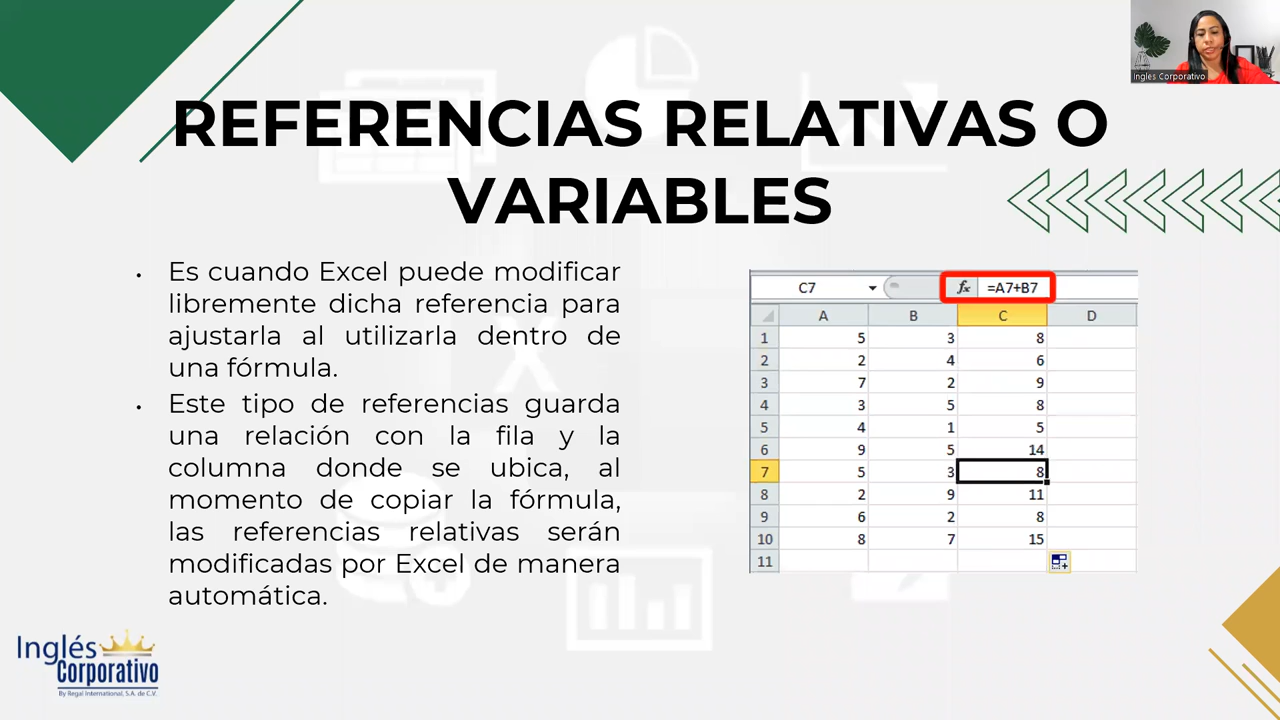 Ingles Corporativo
REFERENCIAS RELATIVAS O
VARIABLES
• Es cuando Excel puede modificar
libremente dicha referencia para
ajustarla al utilizarla dentro de
una fórmula.
• Este tipo de referencias guarda
una relación con la fila y la
columna donde se ubica, al
momento de copiar la fórmula,
las referencias relativas serán
modificadas por Excel de manera
automática.
C7 fx =A7+B7
A B C D
1 5 3 8
2 2 4 6
3 7 2 9
4 3 5 8
5 4 1 5
6 9 5 14
7 5 3 8
8 2 9 11
9 6 2 8
10 8 7 15
11
Inglés
Corporativo
By Regal International, S.A. de C.V.